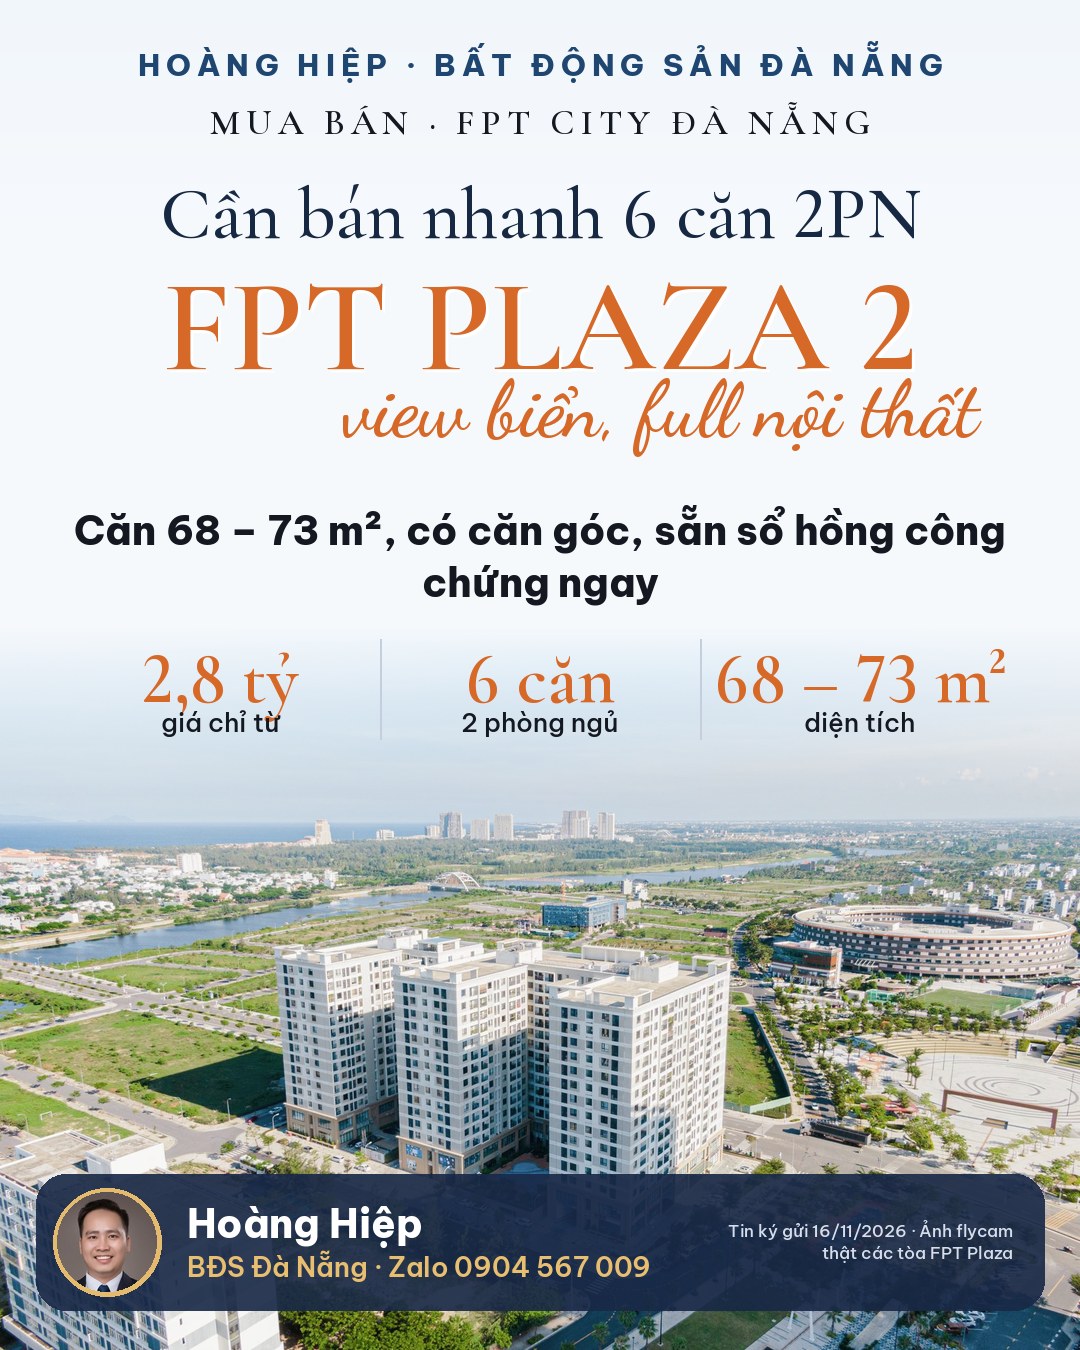 HOÀNG HIỆP · BẤT ĐỘNG SẢN ĐÀ NẴNG
MUA BÁN · FPT CITY ĐÀ NẴNG
Cần bán nhanh 6 căn 2PN
FPT PLAZA 2
view biển, full nội thất
Căn 68 – 73 m², có căn góc, sẵn sổ hồng công
chứng ngay
2,8 tỷ
giá chỉ từ
6 căn
2 phòng ngủ
68 – 73 m²
diện tích
Hoàng Hiệp
BĐS Đà Nẵng · Zalo 0904 567 009
Tin ký gửi 16/11/2026 · Ảnh flycam
thật các tòa FPT Plaza